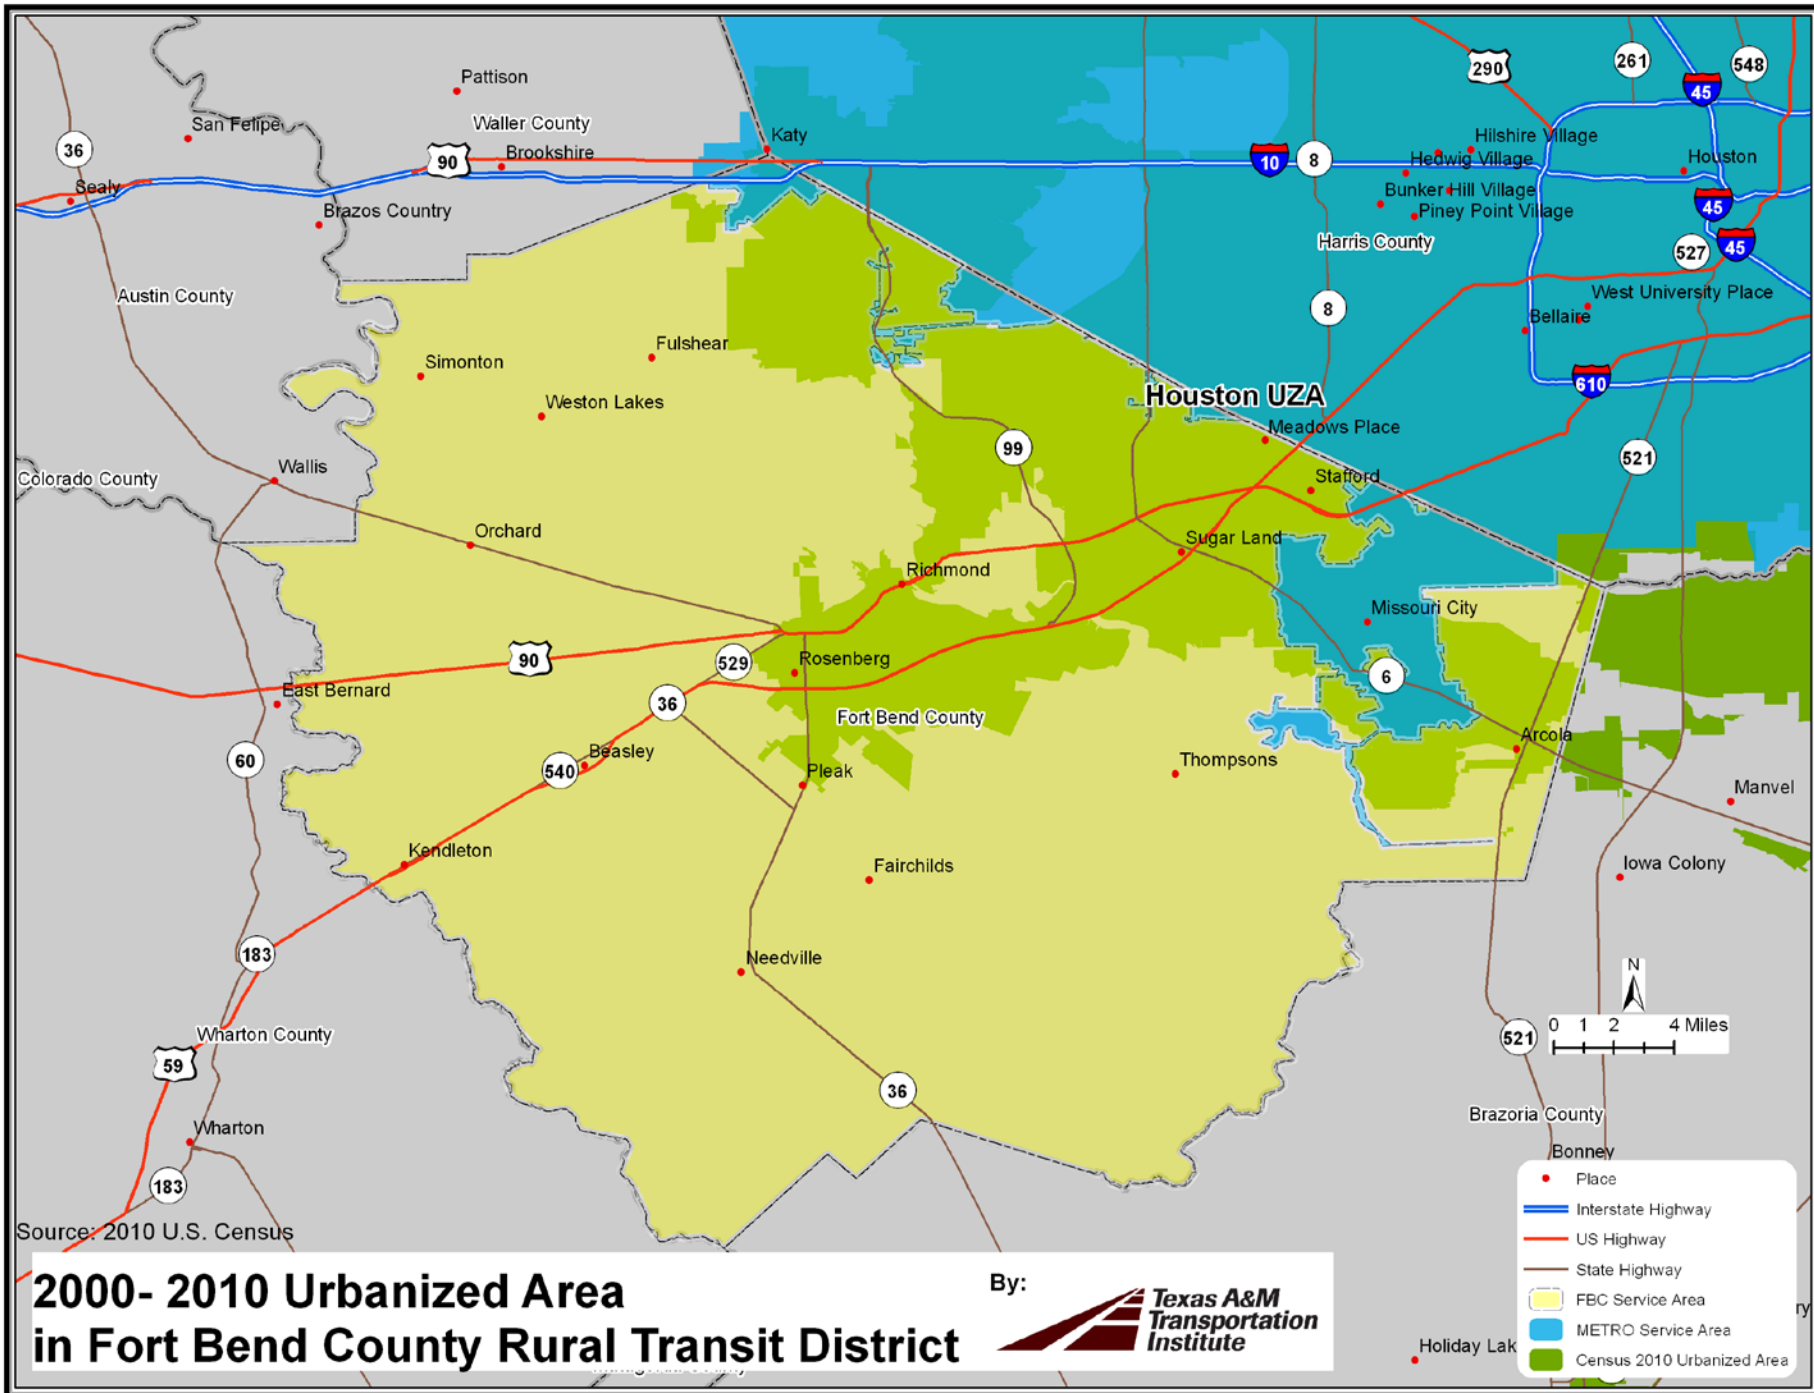 290
261
548
45
Pattison
San Felipe
Waller County
Katy
Hilshire Village
36
90
Brookshire
10
8
Hedwig Village
Houston
Sealy
Bunker Hill Village
Brazos Country
Piney Point Village
45
Harris County
527
45
Austin County
West University Place
8
Bellaire
Fulshear
Simonton
610
Weston Lakes
Houston UZA
Meadows Place
99
521
Wallis
Colorado County
Stafford
Orchard
Sugar Land
Richmond
Missouri City
90
529
Rosenberg
6
East Bernard
36
Fort Bend County
Arcola
60
540
Beasley
Thompsons
Pleak
Manvel
Kendleton
Fairchilds
Iowa Colony
183
Needville
N
0 1 2 4 Miles
Wharton County
521
59
36
Brazoria County
Wharton
Bonney
183
Place
Interstate Highway
Source: 2010 U.S. Census
US Highway
State Highway
2000- 2010 Urbanized Area
in Fort Bend County Rural Transit District
By:
Texas A&M
Transportation
Institute
FBC Service Area
METRO Service Area
Holiday Lak
Census 2010 Urbanized Area